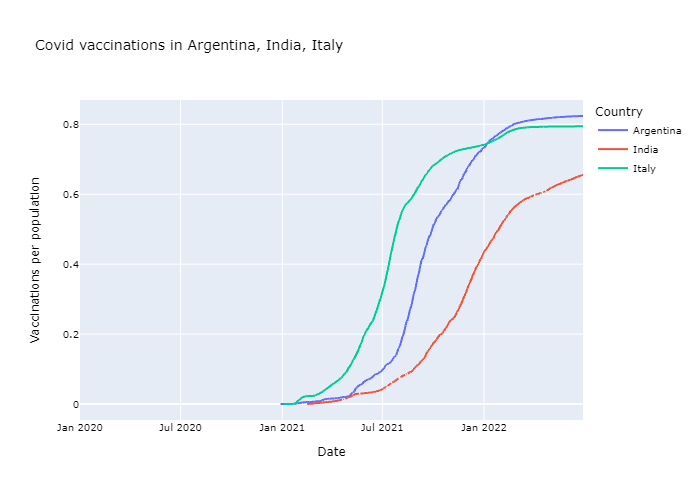 Covid vaccinations in Argentina, India, Italy
Country
Argentina
India
Italy
Vaccinations per population
0.8
0.6
0.4
0.2
0
Jan 2020
Jul 2020
Jan 2021
Jul 2021
Jan 2022
Date